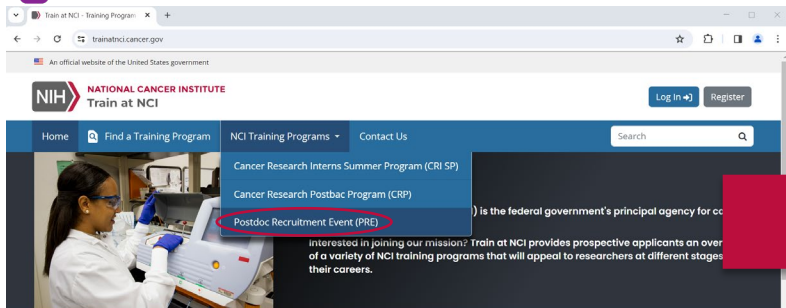 Train at NCI - Training Program
trainatnci.cancer.gov
An official website of the United States government
NIH
NATIONAL CANCER INSTITUTE
Train at NCI
Log In
Register
Home
Find a Training Program
NCI Training Programs
Contact Us
Search
Cancer Research Interns Summer Program (CRI SP)
Cancer Research Postbac Program (CRP)
Postdoc Recruitment Event (PRE)
) is the federal government's principal agency for
interested in joining our mission? Train at NCI provides prospective applicants an
of a variety of NCI training programs that will appeal to researchers at different stages
their careers.